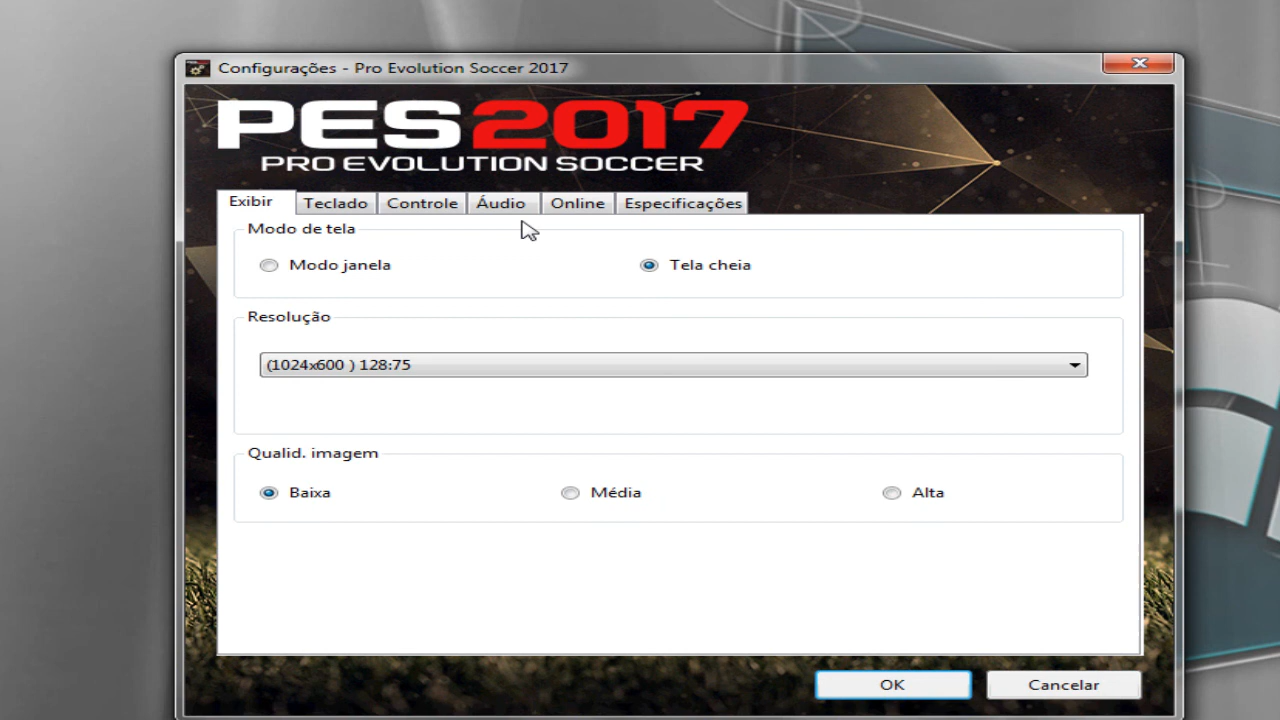 Configurações - Pro Evolution Soccer 2017
PES2017
PRO EVOLUTION SOCCER
Exibir Teclado Controle Áudio Online Especificações
Modo de tela
Modo janela Tela cheia
Resolução
(1024x600 ) 128:75
Qualid. imagem
Baixa Média Alta
OK Cancelar